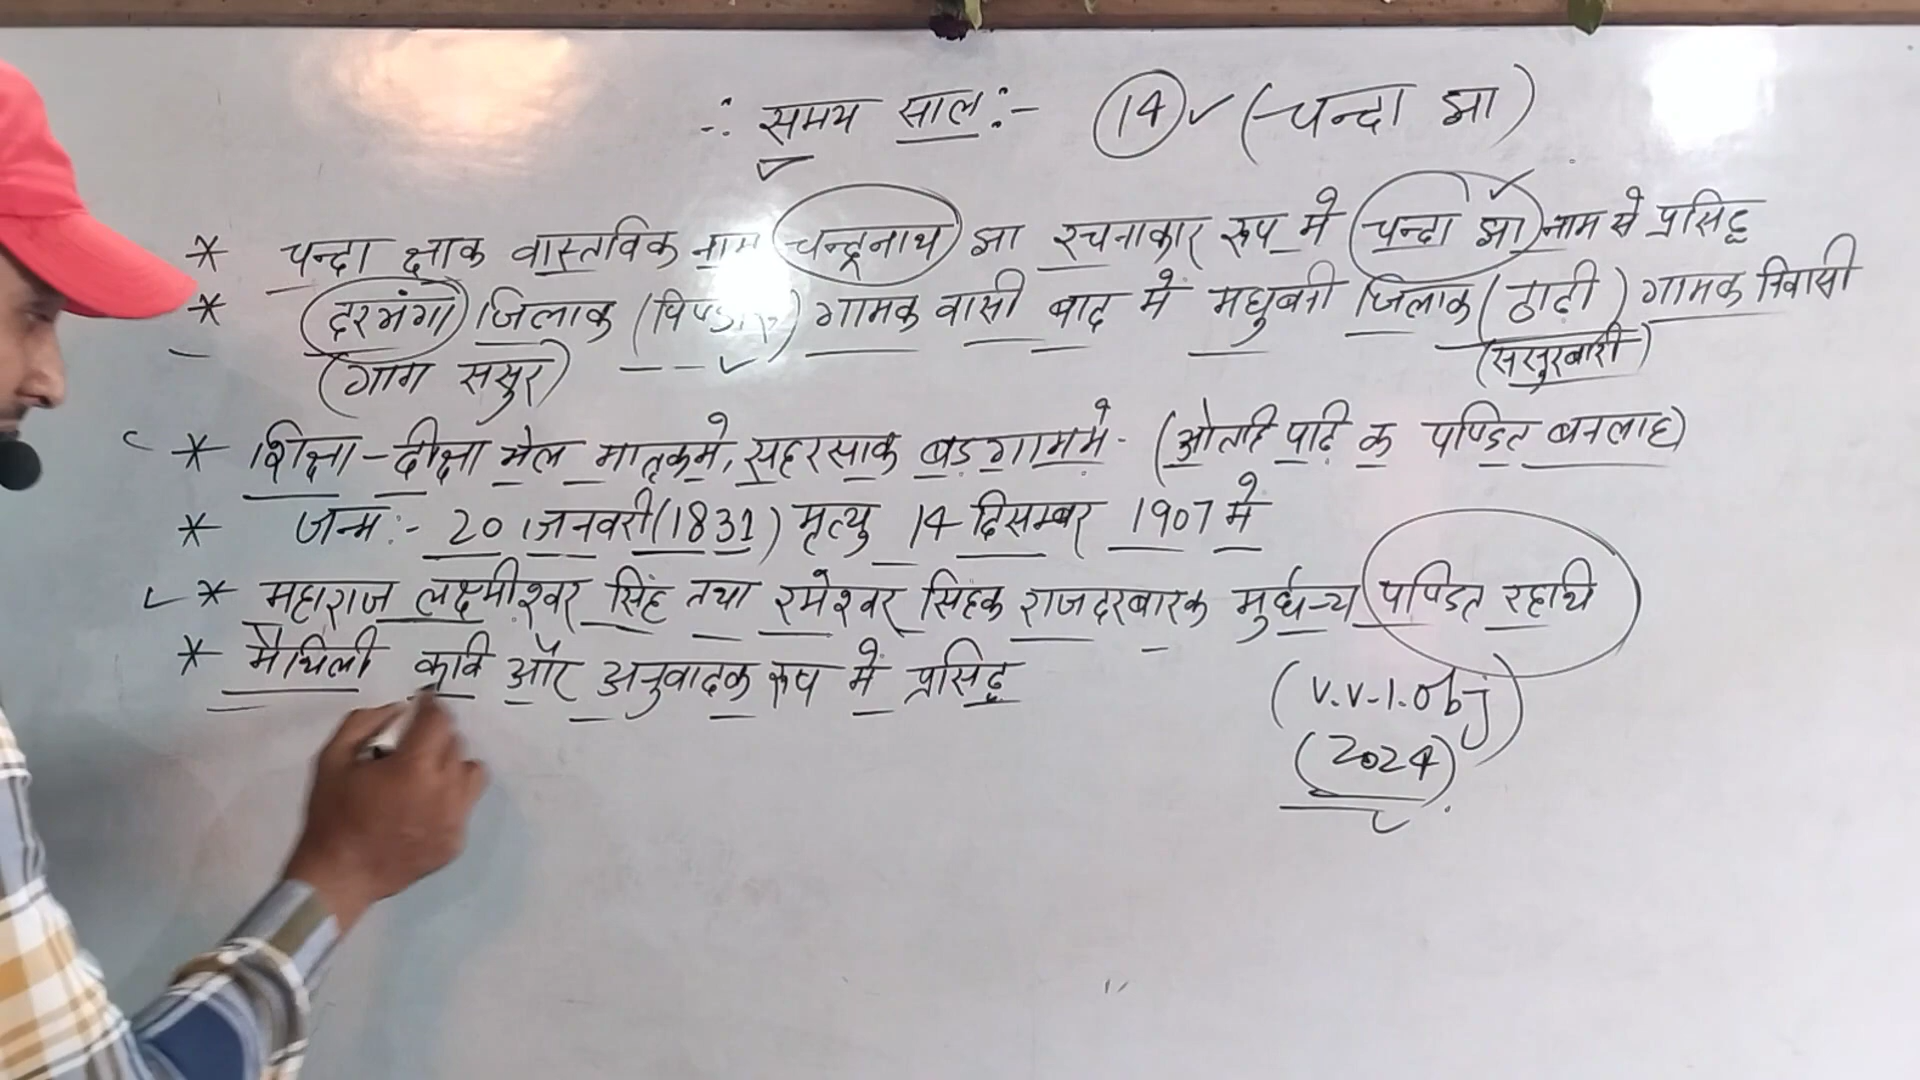 ∴ समय साल:- (14) (चन्दा झा)
* चन्दा झाक वास्तविक नाम चन्द्रनाथ झा रचनाकार रूप मे चन्दा झा नाम से प्रसिद्ध
* दरभंगा जिलाक गामक वासी बाद में मधुबनी जिलाक (ठाढी) गामक निवासी
(गाम ससुर) (ससुरबारी)
* शिक्षा-दीक्षा भेल मातृकमे, सहरसाक बड़गाममे (ओतहि पढ़ि क पण्डित बनलाह)
* जन्म:- 20 जनवरी (1831) मृत्यु 14 दिसम्बर 1907 मे
* महाराज लक्ष्मीश्वर सिंह तथा रमेश्वर सिंहक राजदरबारक मुर्धन्य पण्डित रहथि
* मैथिली कवि और अनुवादक रूप में प्रसिद्ध
(V.V.I.Obj)
(2024)